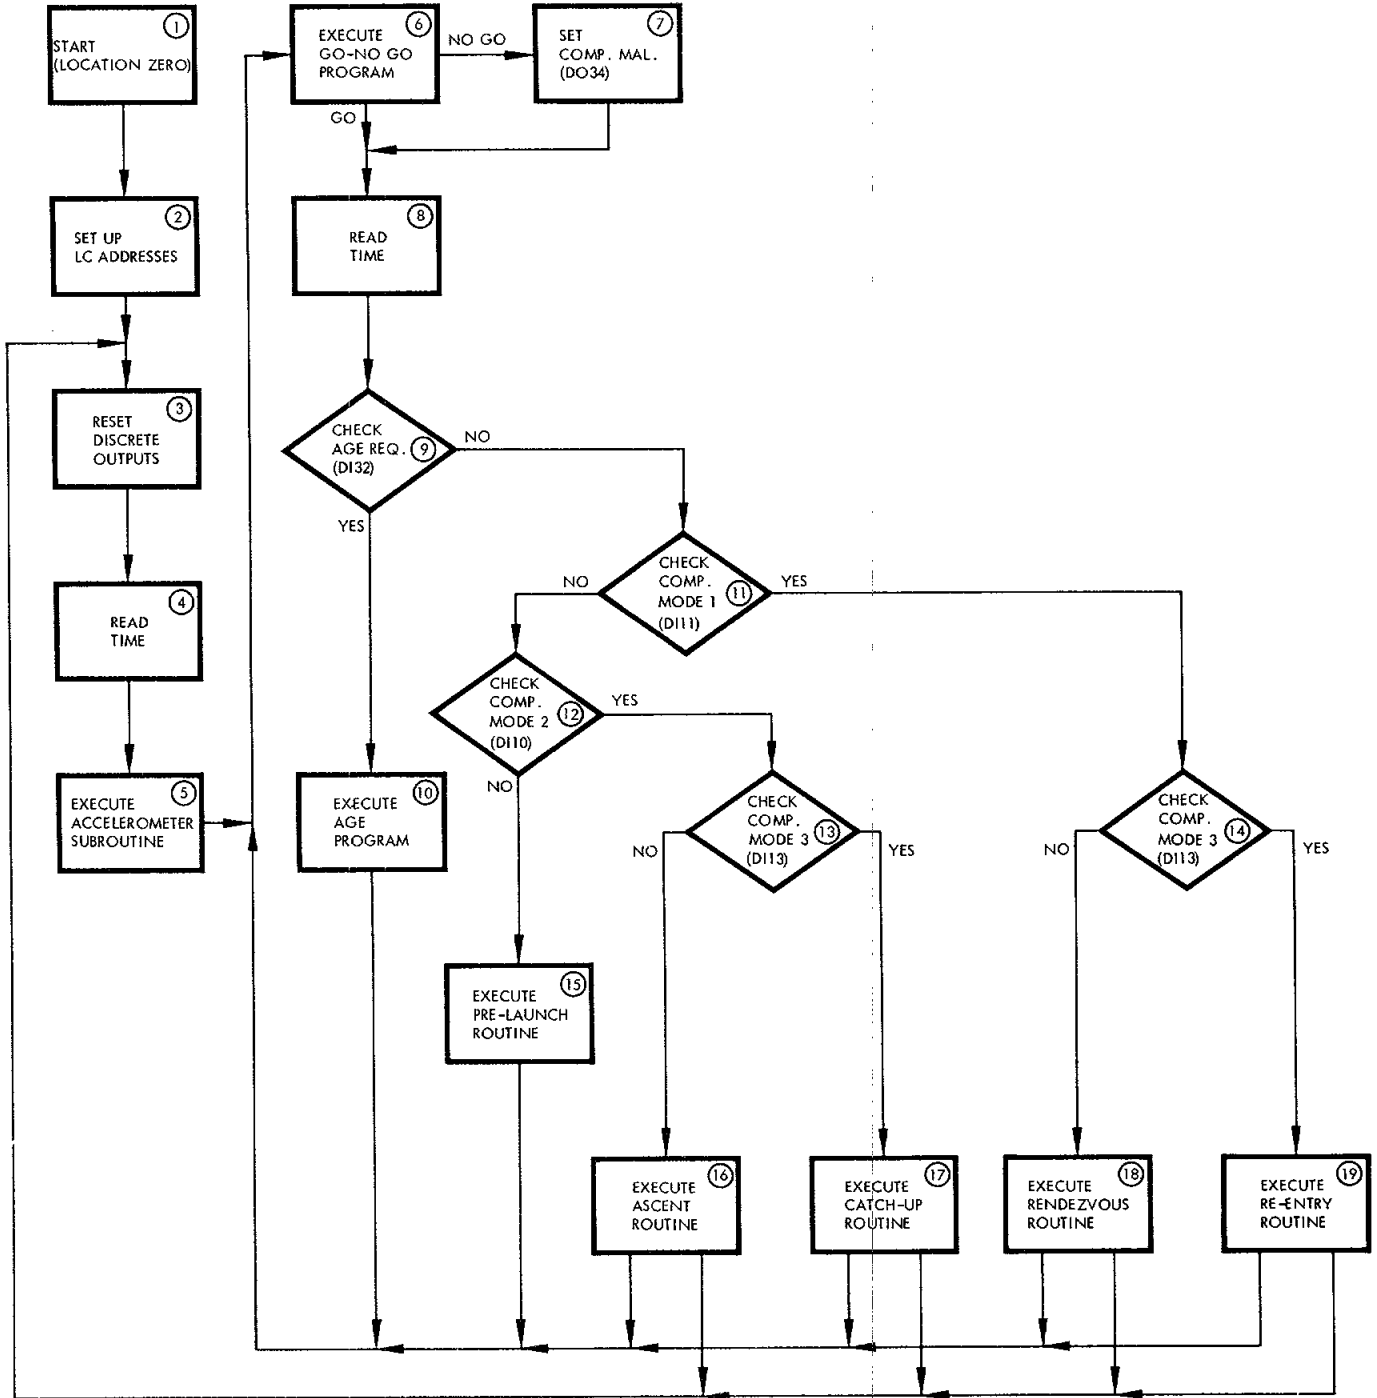 1
START
(LOCATION ZERO)
2
SET UP
LC ADDRESSES
3
RESET
DISCRETE
OUTPUTS
4
READ
TIME
5
EXECUTE
ACCELEROMETER
SUBROUTINE
6
EXECUTE
GO-NO GO
PROGRAM
NO GO
GO
7
SET
COMP. MAL.
(DO34)
8
READ
TIME
CHECK
AGE REQ. 9
(DI32)
NO
YES
10
EXECUTE
AGE
PROGRAM
CHECK
COMP.
MODE 1 11
(DI11)
NO
YES
CHECK
COMP.
MODE 2 12
(DI10)
YES
NO
CHECK
COMP.
MODE 3 13
(DI13)
NO
YES
CHECK
COMP.
MODE 3 14
(DI13)
NO
YES
15
EXECUTE
PRE-LAUNCH
ROUTINE
16
EXECUTE
ASCENT
ROUTINE
17
EXECUTE
CATCH-UP
ROUTINE
18
EXECUTE
RENDEZVOUS
ROUTINE
19
EXECUTE
RE-ENTRY
ROUTINE